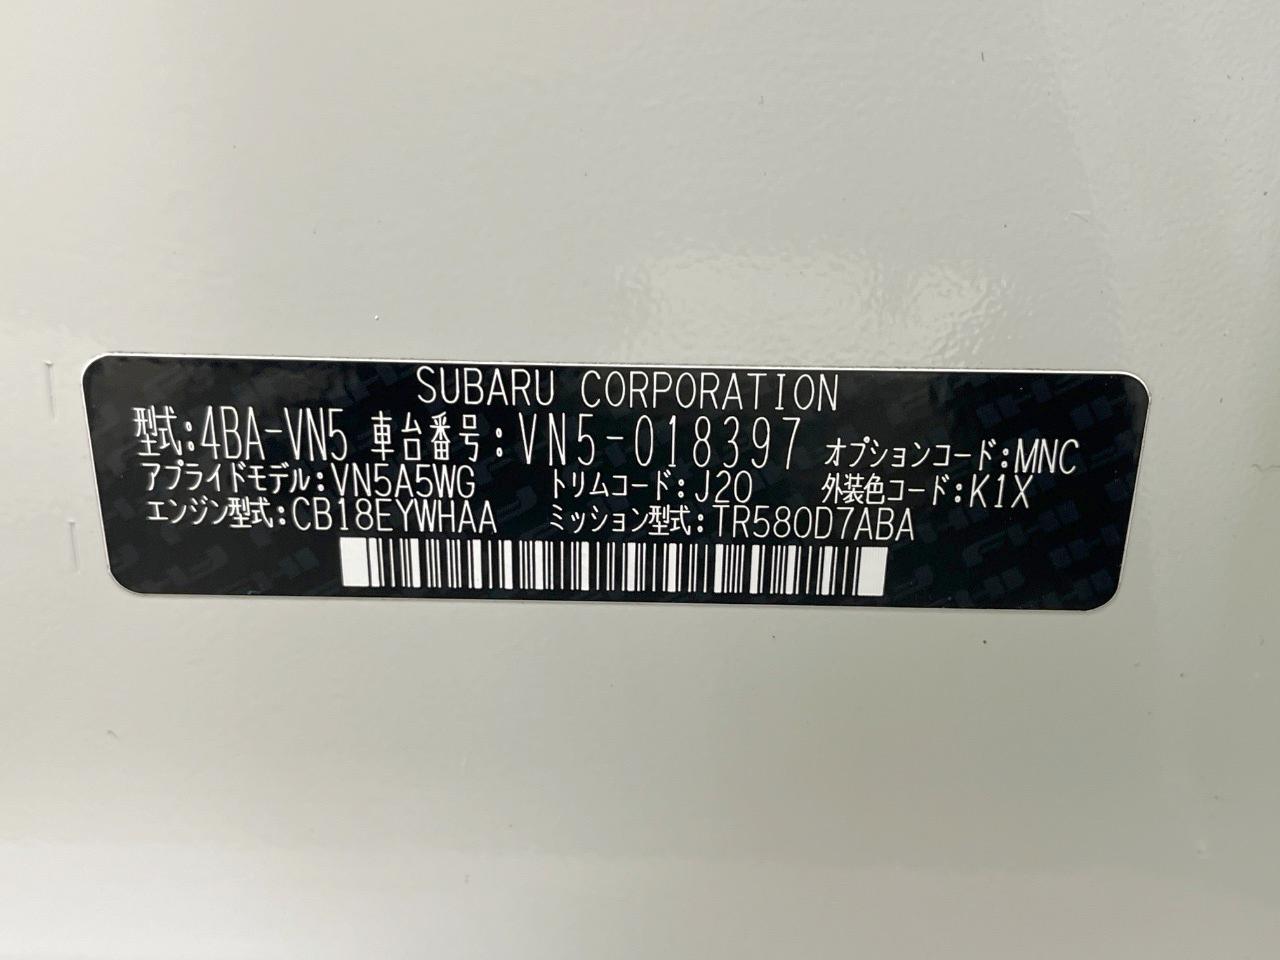 SUBARU CORPORATION
型式:4BA-VN5 車台番号:VN5-018397 オプションコード:MNC
アプライドモデル:VN5A5WG トリムコード:J20 外装色コード:K1X
エンジン型式:CB18EYWHAA ミッション型式:TR580D7ABA